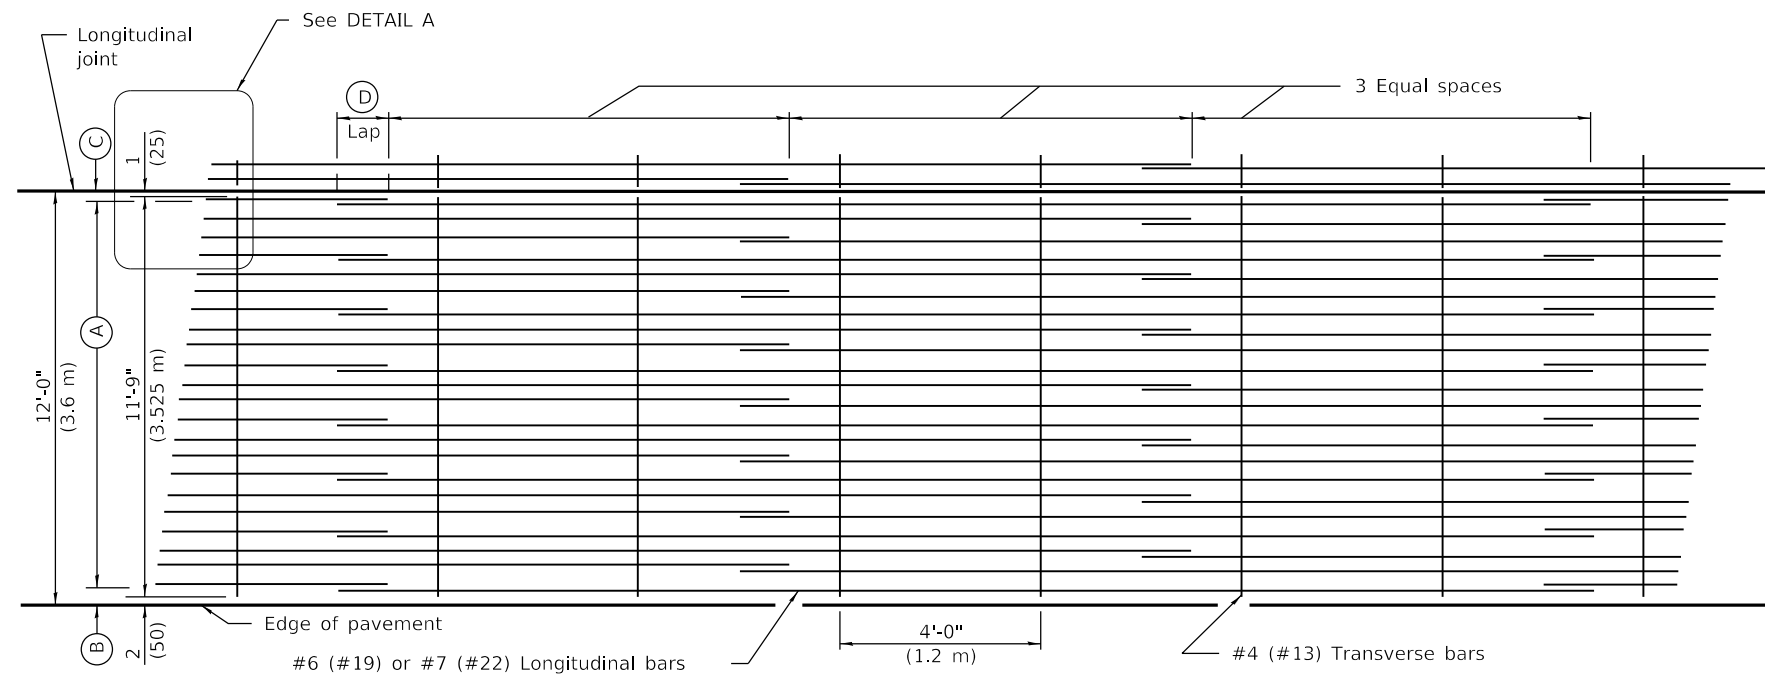 See DETAIL A
Longitudinal
joint
D
Lap
3 Equal spaces
C
1
(25)
A
12'-0"
(3.6 m)
11'-9"
(3.525 m)
B
2
(50)
Edge of pavement
#6 (#19) or #7 (#22) Longitudinal bars
4'-0"
(1.2 m)
#4 (#13) Transverse bars